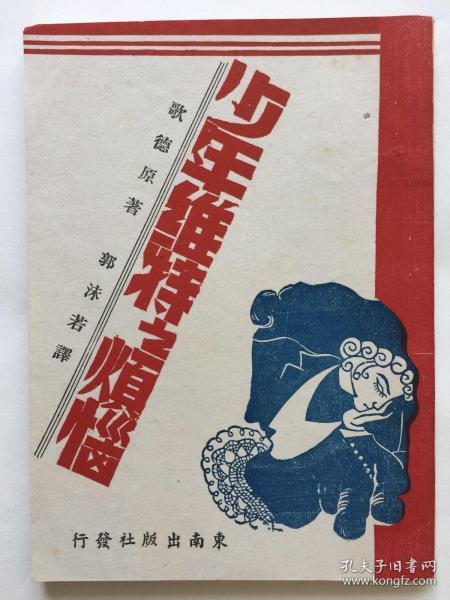 少年維特之煩惱
歌德原著 郭沫若譯
東南出版社發行
孔夫子旧书网
www.kongfz.com